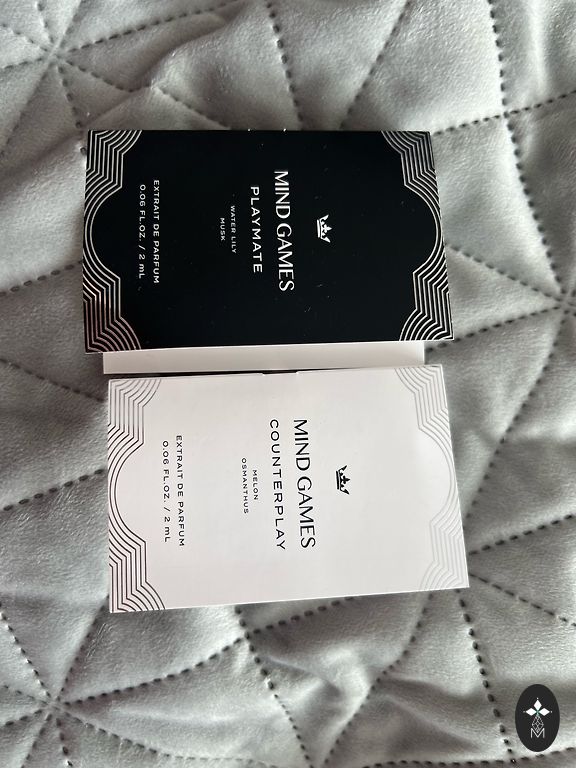 MIND GAMES
PLAYMATE
WATER LILY
MUSK
EXTRAIT DE PARFUM
0.06 FL.OZ. / 2 mL
MIND GAMES
COUNTERPLAY
MELON
OSMANTHUS
EXTRAIT DE PARFUM
0.06 FL.OZ. / 2 mL
M